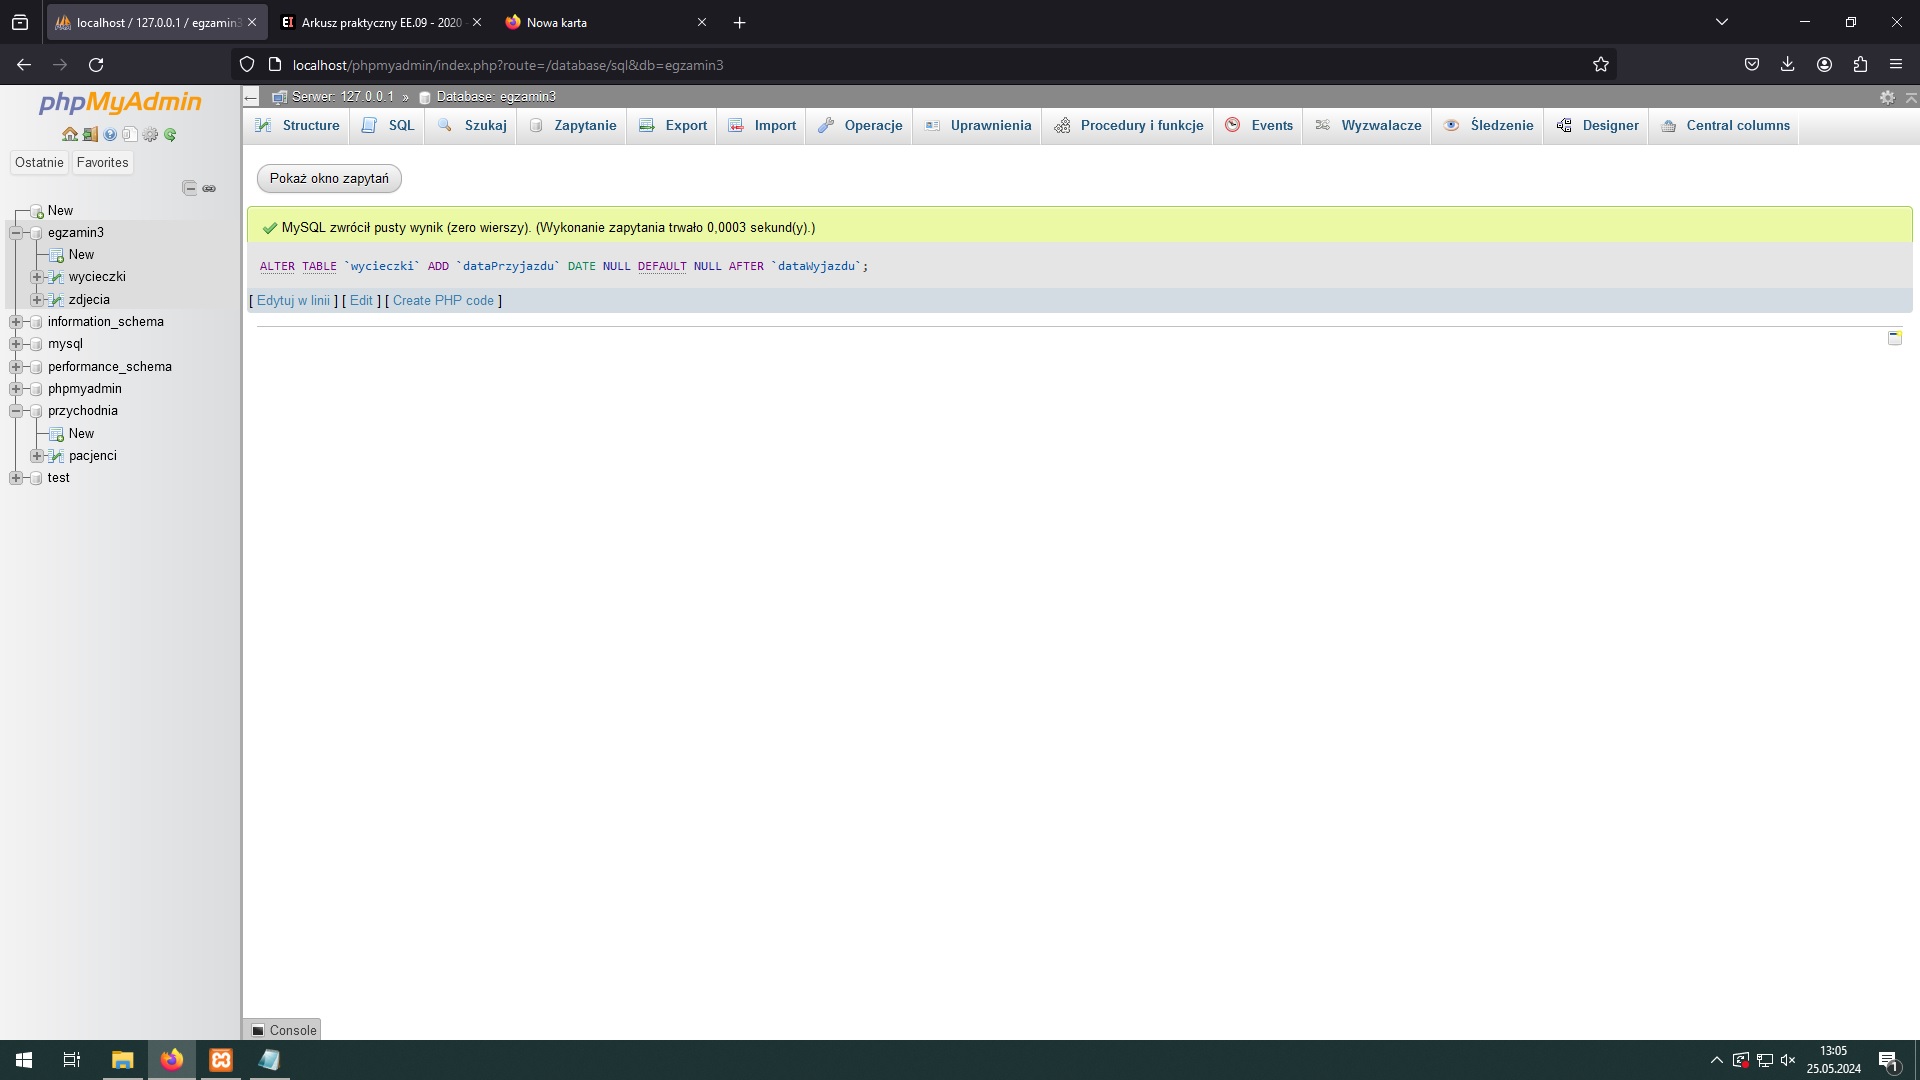 localhost / 127.0.0.1 / egzamin3
Arkusz praktyczny EE.09 - 2020
Nowa karta
localhost/phpmyadmin/index.php?route=/database/sql&db=egzamin3
phpMyAdmin
Serwer: 127.0.0.1 » Database: egzamin3
Structure SQL Szukaj Zapytanie Export Import Operacje Uprawnienia Procedury i funkcje Events Wyzwalacze Śledzenie Designer Central columns
Ostatnie Favorites
New
egzamin3
New
wycieczki
zdjecia
information_schema
mysql
performance_schema
phpmyadmin
przychodnia
New
pacjenci
test
Pokaż okno zapytań
MySQL zwrócił pusty wynik (zero wierszy). (Wykonanie zapytania trwało 0,0003 sekund(y).)
ALTER TABLE `wycieczki` ADD `dataPrzyjazdu` DATE NULL DEFAULT NULL AFTER `dataWyjazdu`;
[ Edytuj w linii ] [ Edit ] [ Create PHP code ]
Console
13:05
25.05.2024
1